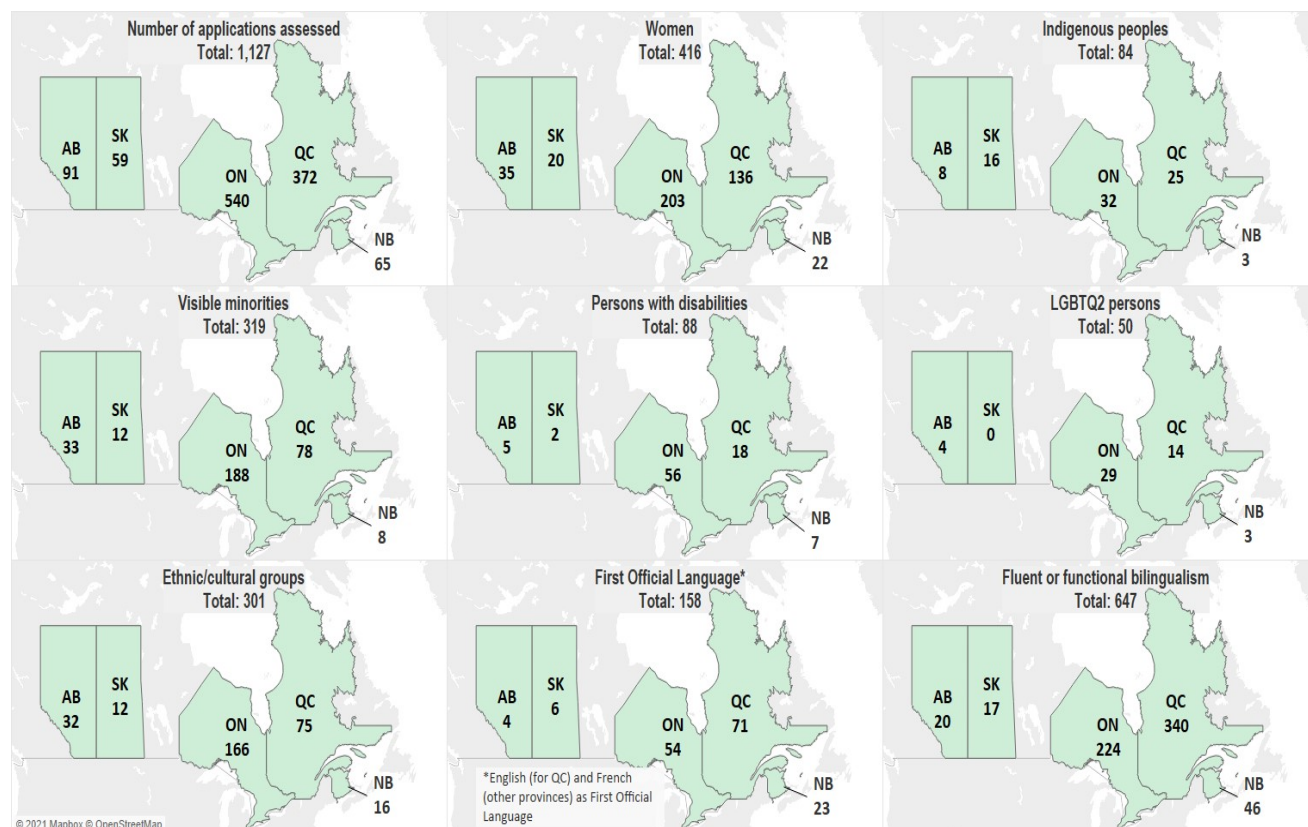 Number of applications assessed
Total: 1,127
AB
91
SK
59
ON
540
QC
372
NB
65
Women
Total: 416
AB
35
SK
20
ON
203
QC
136
NB
22
Indigenous peoples
Total: 84
AB
8
SK
16
ON
32
QC
25
NB
3
Visible minorities
Total: 319
AB
33
SK
12
ON
188
QC
78
NB
8
Persons with disabilities
Total: 88
AB
5
SK
2
ON
56
QC
18
NB
7
LGBTQ2 persons
Total: 50
AB
4
SK
0
ON
29
QC
14
NB
3
Ethnic/cultural groups
Total: 301
AB
32
SK
12
ON
166
QC
75
NB
16
© 2021 Mapbox © OpenStreetMap
First Official Language*
Total: 158
AB
4
SK
6
ON
54
QC
71
NB
23
*English (for QC) and French
(other provinces) as First Official
Language
Fluent or functional bilingualism
Total: 647
AB
20
SK
17
ON
224
QC
340
NB
46